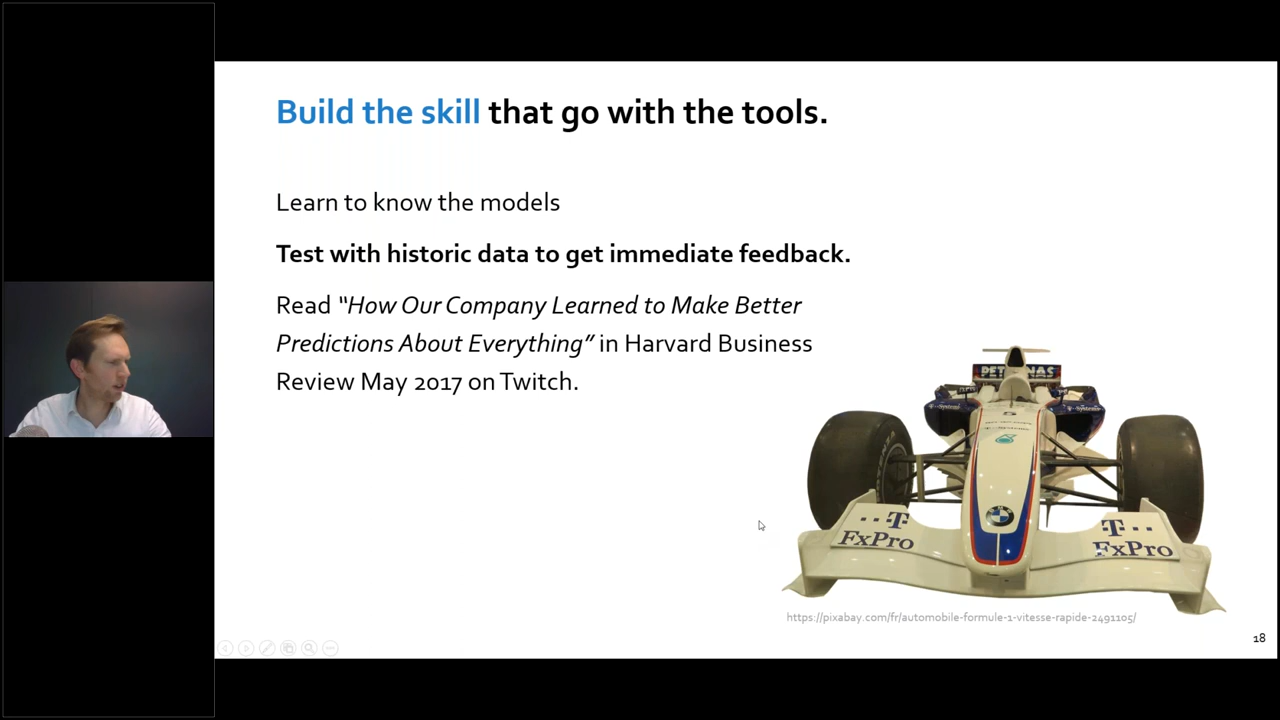 Build the skill that go with the tools.
Learn to know the models
Test with historic data to get immediate feedback.
Read “How Our Company Learned to Make Better
Predictions About Everything” in Harvard Business
Review May 2017 on Twitch.
PETRONAS
5
T
FxPro
T
FxPro
BMW
https://pixabay.com/fr/automobile-formule-1-vitesse-rapide-2491105/
18